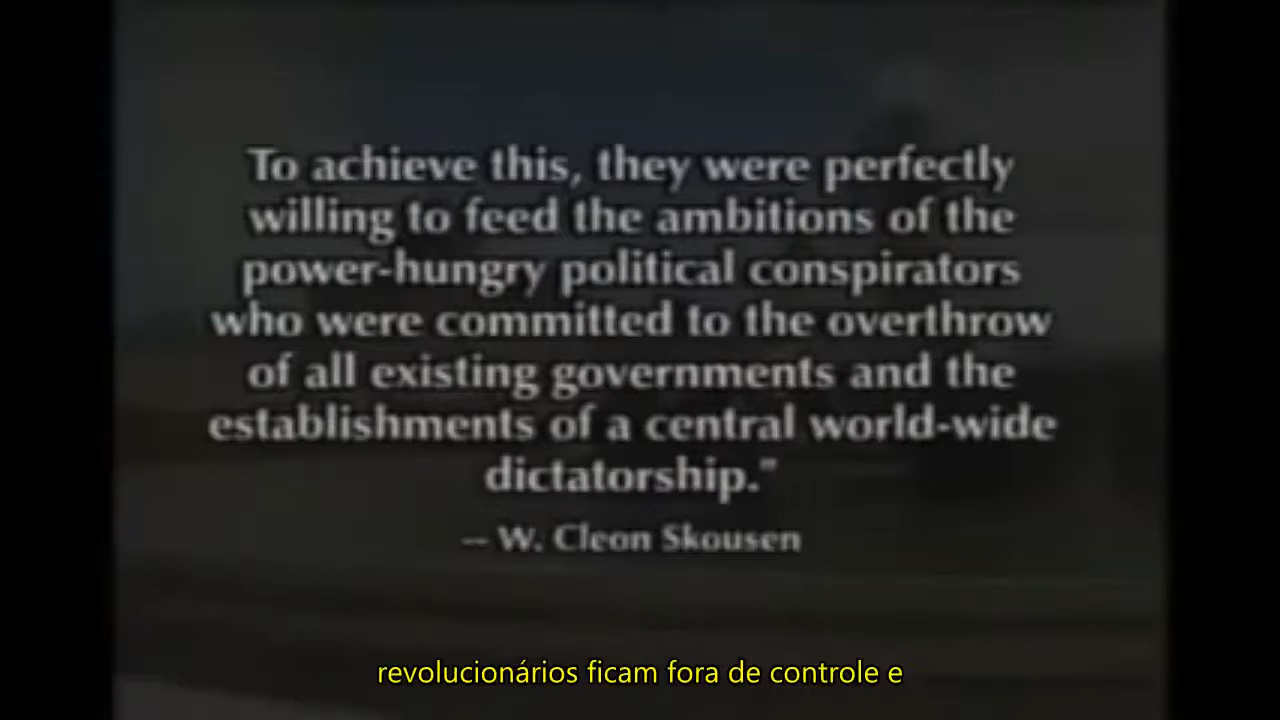 To achieve this, they were perfectly
willing to feed the ambitions of the
power-hungry political conspirators
who were committed to the overthrow
of all existing governments and the
establishments of a central world-wide
dictatorship."
-- W. Cleon Skousen
revolucionários ficam fora de controle e